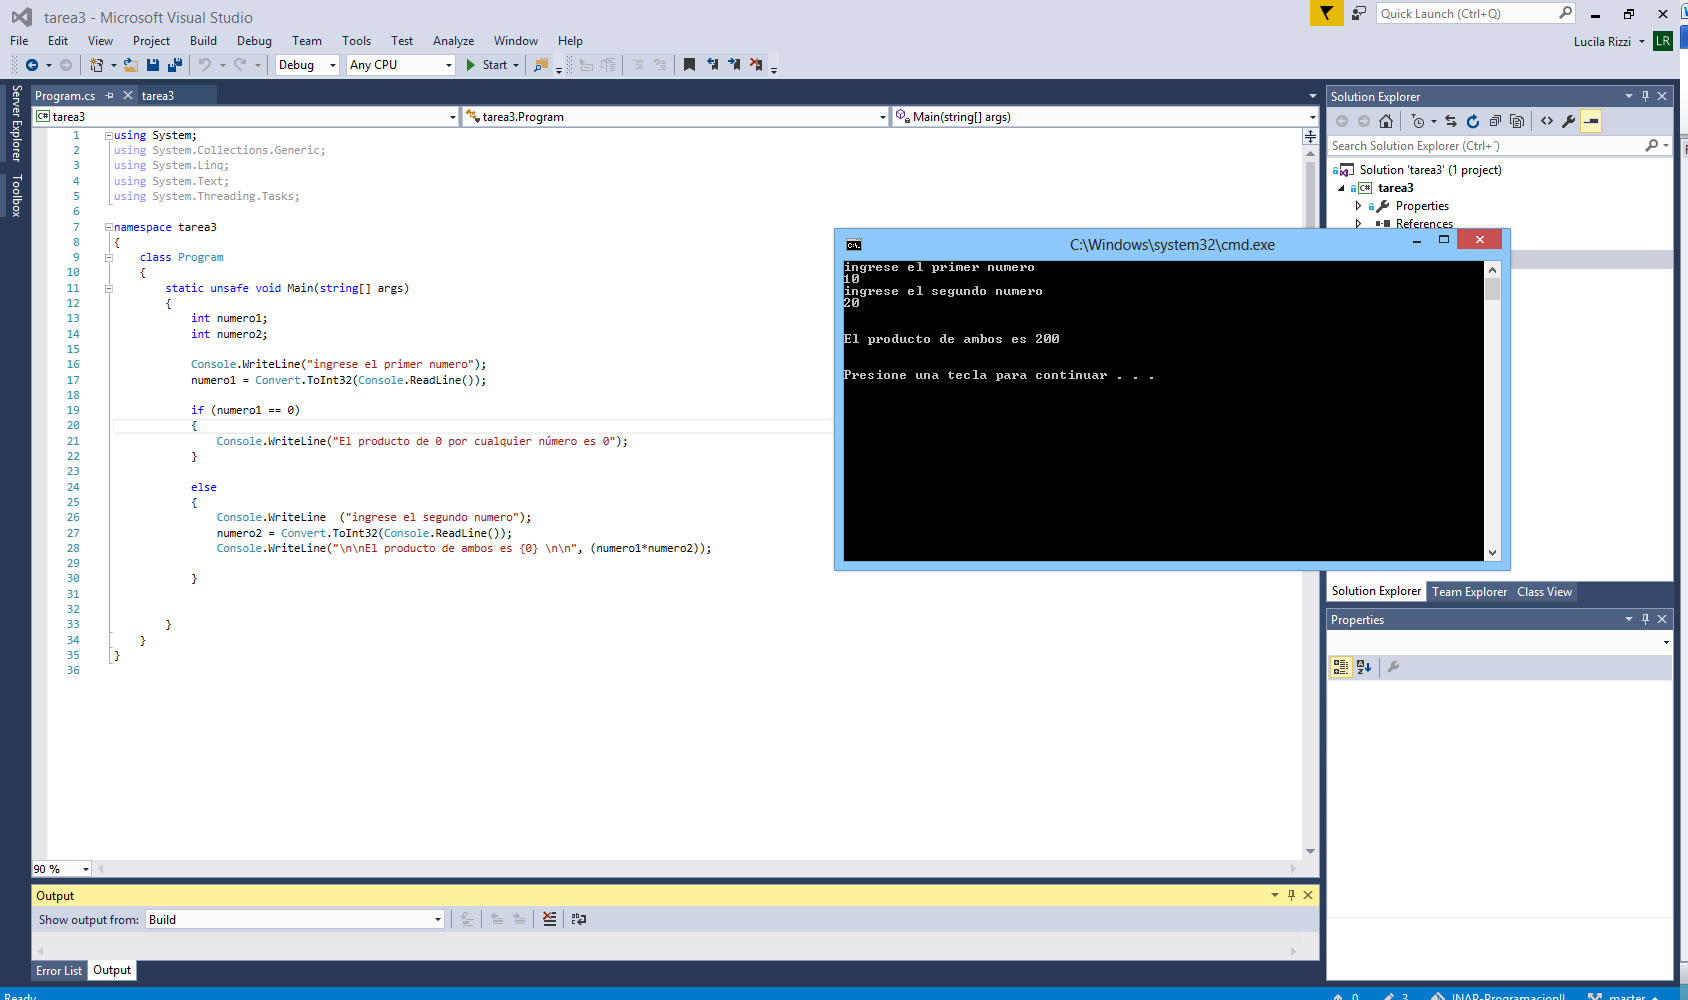 tarea3 - Microsoft Visual Studio
Quick Launch (Ctrl+Q)
File Edit View Project Build Debug Team Tools Test Analyze Window Help
Lucila Rizzi LR
Debug Any CPU Start
Server Explorer
Toolbox
Program.cs tarea3
C# tarea3 tarea3.Program Main(string[] args)
1 using System;
2 using System.Collections.Generic;
3 using System.Linq;
4 using System.Text;
5 using System.Threading.Tasks;
6
7 namespace tarea3
8 {
9 class Program
10 {
11 static unsafe void Main(string[] args)
12 {
13 int numero1;
14 int numero2;
15
16 Console.WriteLine("ingrese el primer numero");
17 numero1 = Convert.ToInt32(Console.ReadLine());
18
19 if (numero1 == 0)
20 {
21 Console.WriteLine("El producto de 0 por cualquier número es 0");
22 }
23
24 else
25 {
26 Console.WriteLine  ("ingrese el segundo numero");
27 numero2 = Convert.ToInt32(Console.ReadLine());
28 Console.WriteLine("\n\nEl producto de ambos es {0} \n\n", (numero1*numero2));
29
30 }
31
32
33 }
34 }
35 }
36
90 %
C:\Windows\system32\cmd.exe
ingrese el primer numero
10
ingrese el segundo numero
20
El producto de ambos es 200
Presione una tecla para continuar . . .
Solution Explorer
Search Solution Explorer (Ctrl+´)
Solution 'tarea3' (1 project)
C# tarea3
Properties
References
Solution Explorer Team Explorer Class View
Properties
Output
Show output from: Build
Error List Output
Ready
0 3 INAP-ProgramacionII master